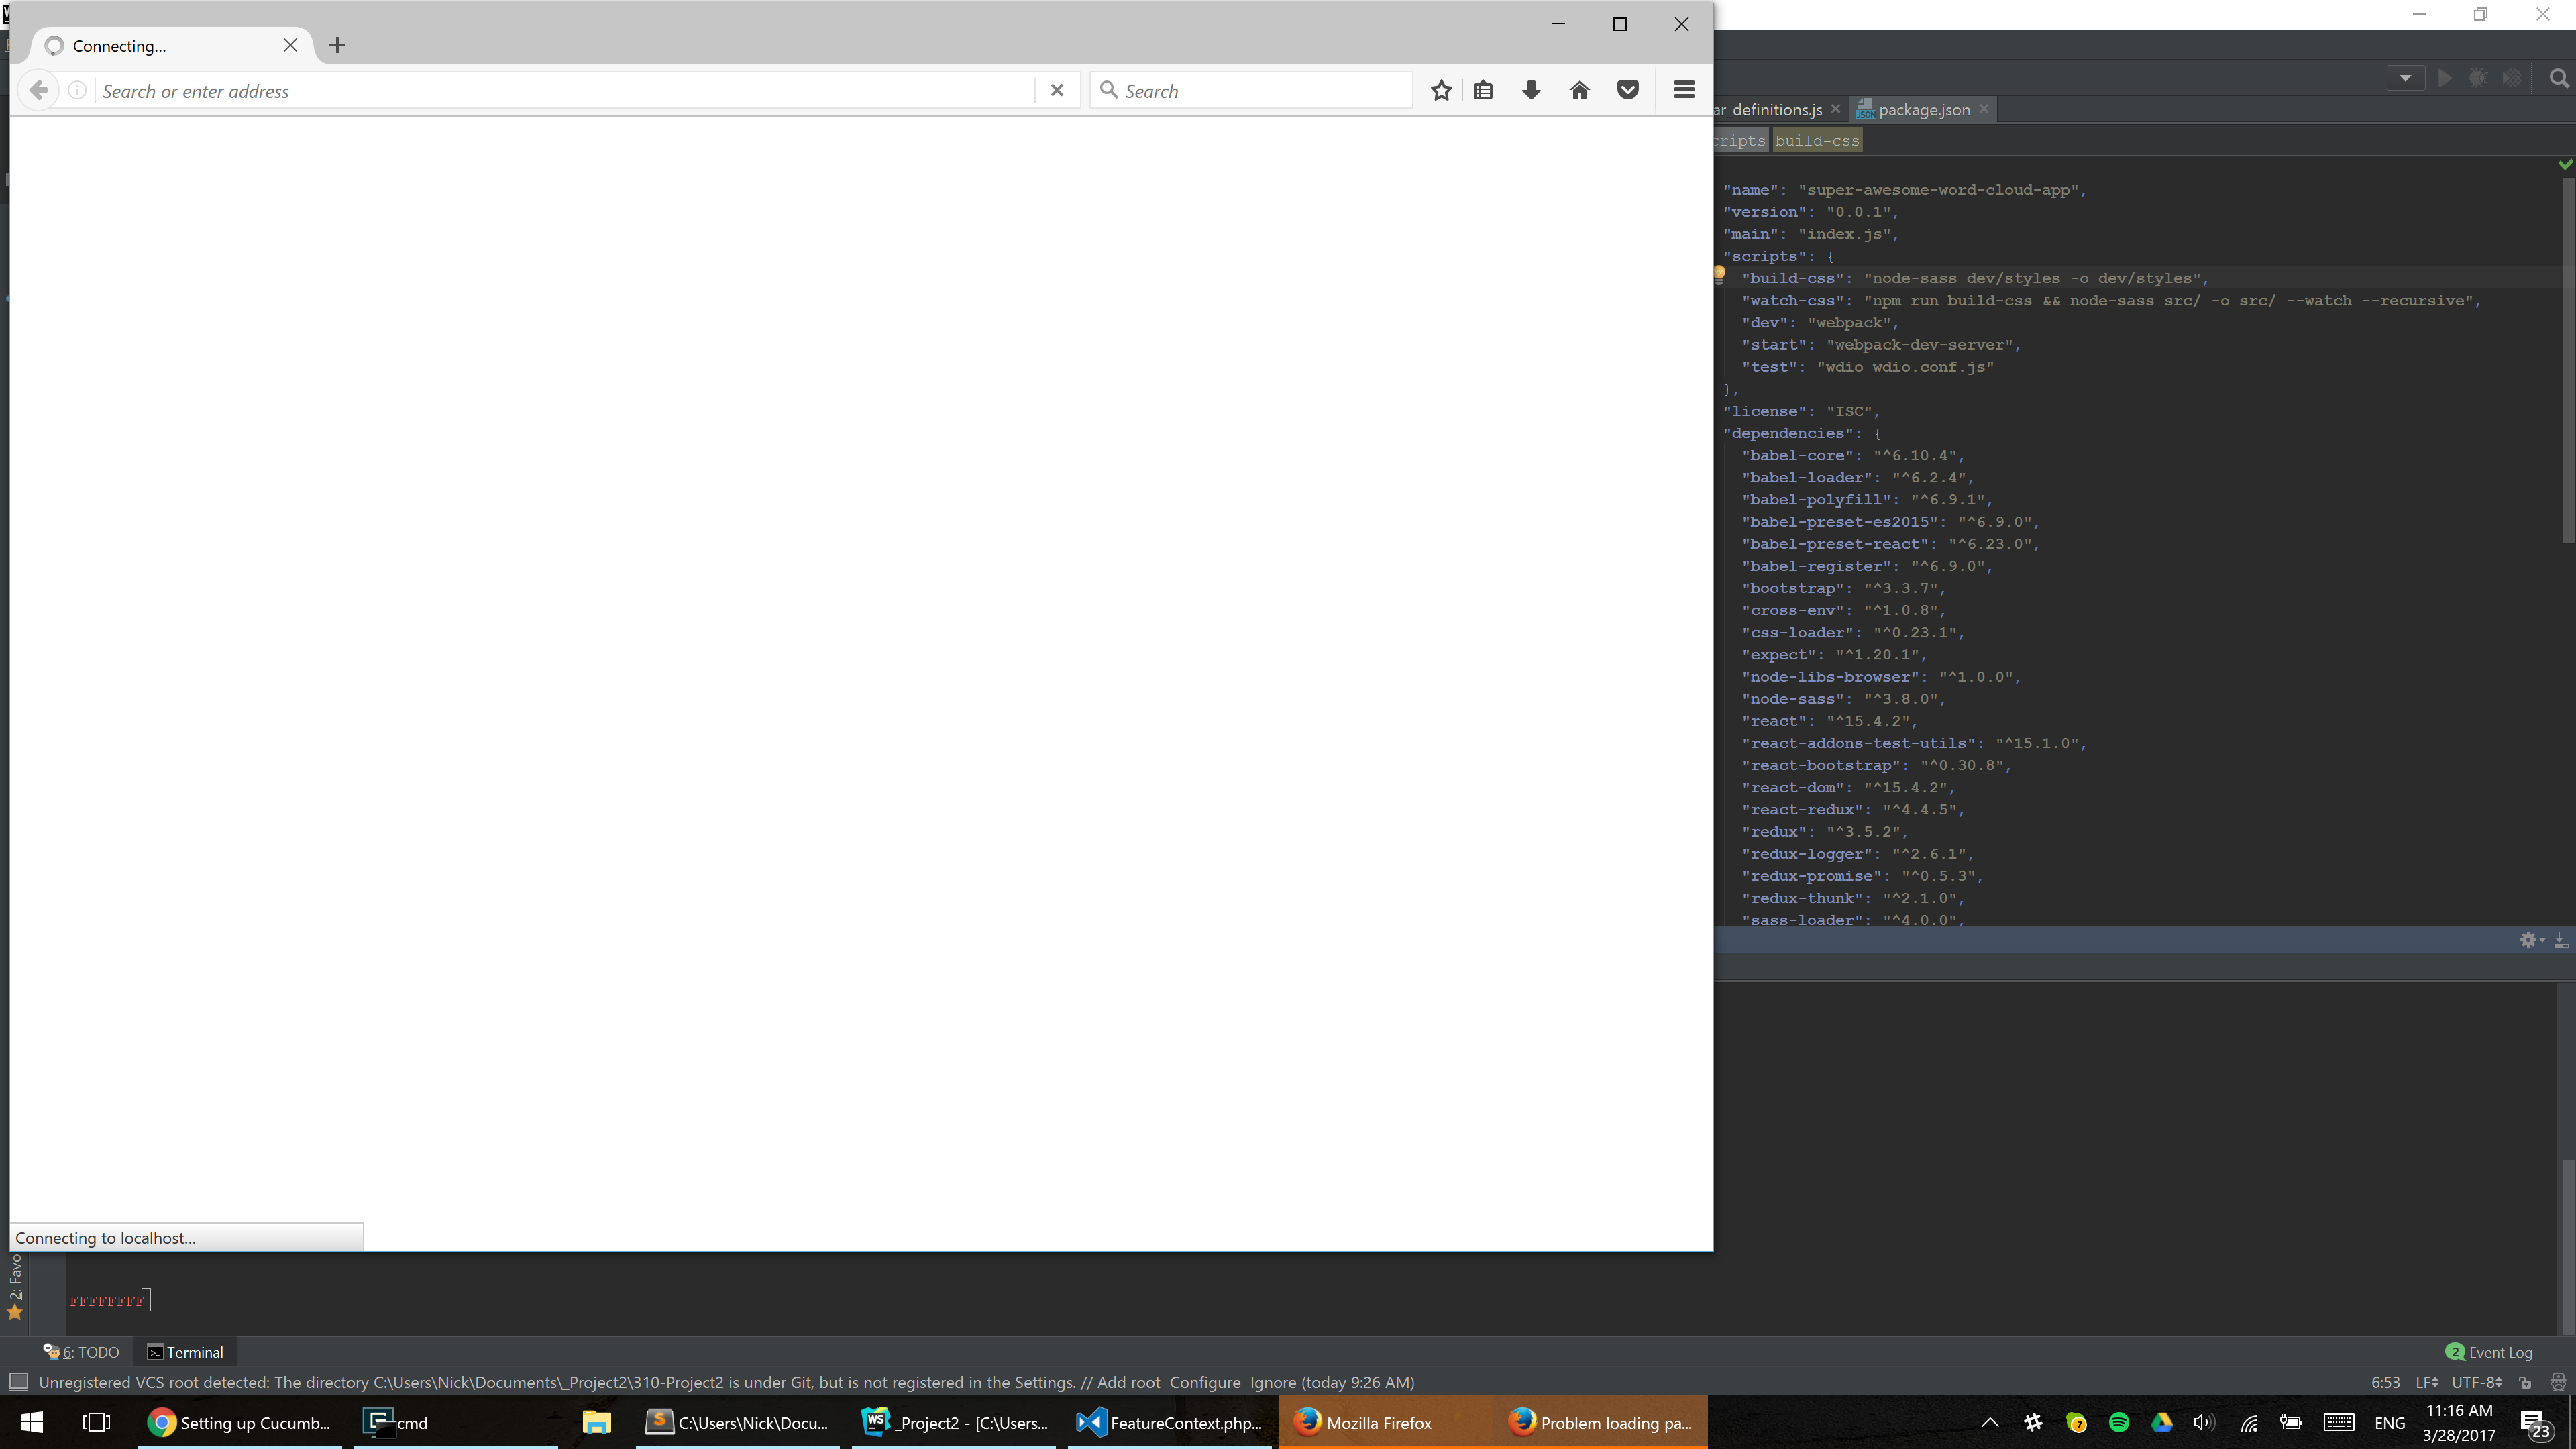 Connecting...
Search or enter address
Search
ar_definitions.js
package.json
cripts
build-css
"name": "super-awesome-word-cloud-app",
"version": "0.0.1",
"main": "index.js",
"scripts": {
"build-css": "node-sass dev/styles -o dev/styles",
"watch-css": "npm run build-css && node-sass src/ -o src/ --watch --recursive",
"dev": "webpack",
"start": "webpack-dev-server",
"test": "wdio wdio.conf.js"
},
"license": "ISC",
"dependencies": {
"babel-core": "^6.10.4",
"babel-loader": "^6.2.4",
"babel-polyfill": "^6.9.1",
"babel-preset-es2015": "^6.9.0",
"babel-preset-react": "^6.23.0",
"babel-register": "^6.9.0",
"bootstrap": "^3.3.7",
"cross-env": "^1.0.8",
"css-loader": "^0.23.1",
"expect": "^1.20.1",
"node-libs-browser": "^1.0.0",
"node-sass": "^3.8.0",
"react": "^15.4.2",
"react-addons-test-utils": "^15.1.0",
"react-bootstrap": "^0.30.8",
"react-dom": "^15.4.2",
"react-redux": "^4.4.5",
"redux": "^3.5.2",
"redux-logger": "^2.6.1",
"redux-promise": "^0.5.3",
"redux-thunk": "^2.1.0",
"sass-loader": "^4.0.0",
Connecting to localhost...
2: Favo
FFFFFFFF
6: TODO
Terminal
2 Event Log
Unregistered VCS root detected: The directory C:\Users\Nick\Documents\_Project2\310-Project2 is under Git, but is not registered in the Settings. // Add root Configure Ignore (today 9:26 AM)
6:53 LF UTF-8
Setting up Cucumb...
cmd
C:\Users\Nick\Docu...
_Project2 - [C:\Users...
FeatureContext.php...
Mozilla Firefox
Problem loading pa...
ENG
11:16 AM
3/28/2017
23